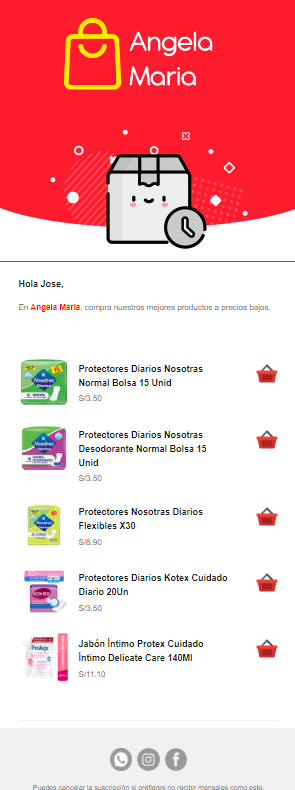 Angela
Maria
Hola Jose,
En Angela Maria, compra nuestros mejores productos a precios bajos.
Protectores Diarios Nosotras
Normal Bolsa 15 Unid
S/3.50
Protectores Diarios Nosotras
Desodorante Normal Bolsa 15
Unid
S/3.50
Protectores Nosotras Diarios
Flexibles X30
S/6.90
Protectores Diarios Kotex Cuidado
Diario 20Un
S/3.50
Jabón Íntimo Protex Cuidado
Íntimo Delicate Care 140Ml
S/11.10
Puedes cancelar la suscripción si prefieres no recibir mensajes como este.